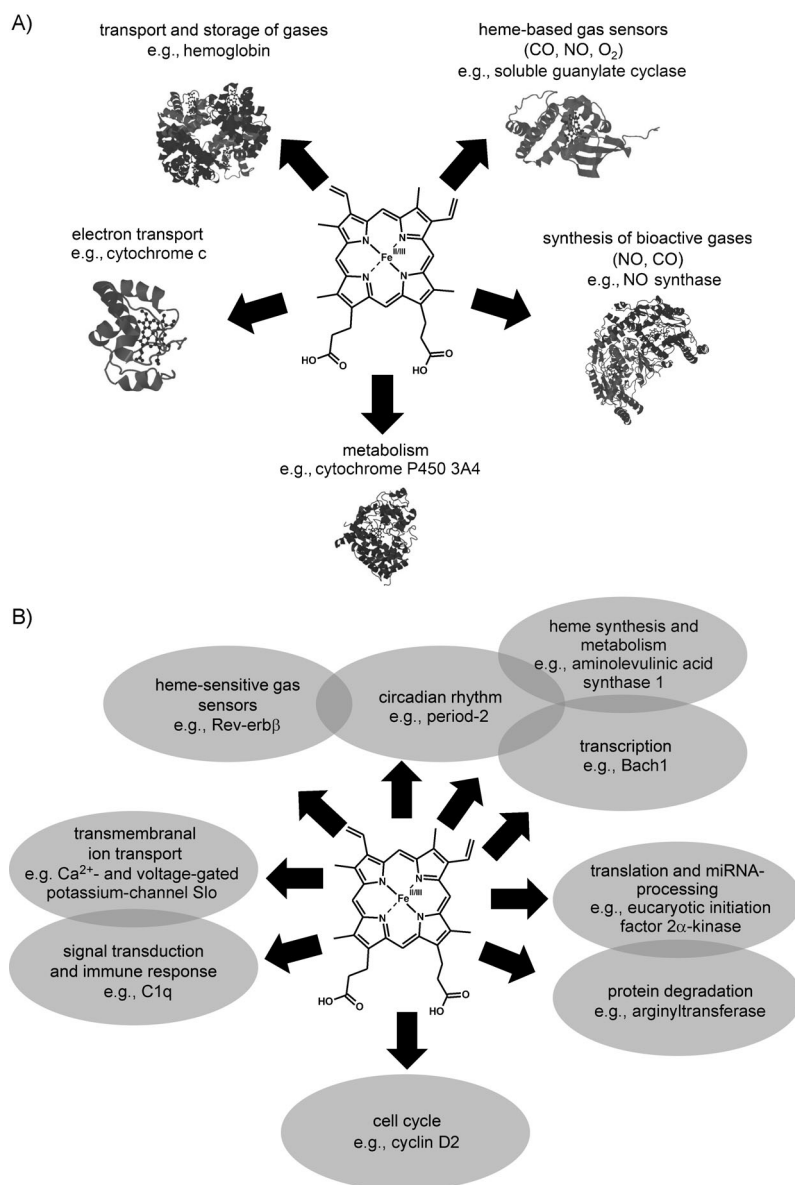 A)
transport and storage of gases
e.g., hemoglobin
heme-based gas sensors
(CO, NO, O₂)
e.g., soluble guanylate cyclase
electron transport
e.g., cytochrome c
synthesis of bioactive gases
(NO, CO)
e.g., NO synthase
N
N
II/III
Fe
N
N
HO
O
O
HO
metabolism
e.g., cytochrome P450 3A4
B)
heme synthesis and
metabolism
e.g., aminolevulinic acid
synthase 1
heme-sensitive gas
sensors
e.g., Rev-erbβ
circadian rhythm
e.g., period-2
transcription
e.g., Bach1
transmembranal
ion transport
e.g. Ca²⁺- and voltage-gated
potassium-channel Slo
signal transduction
and immune response
e.g., C1q
N
N
II/III
Fe
N
N
HO
O
HO
O
translation and miRNA-
processing
e.g., eucaryotic initiation
factor 2α-kinase
protein degradation
e.g., arginyltransferase
cell cycle
e.g., cyclin D2